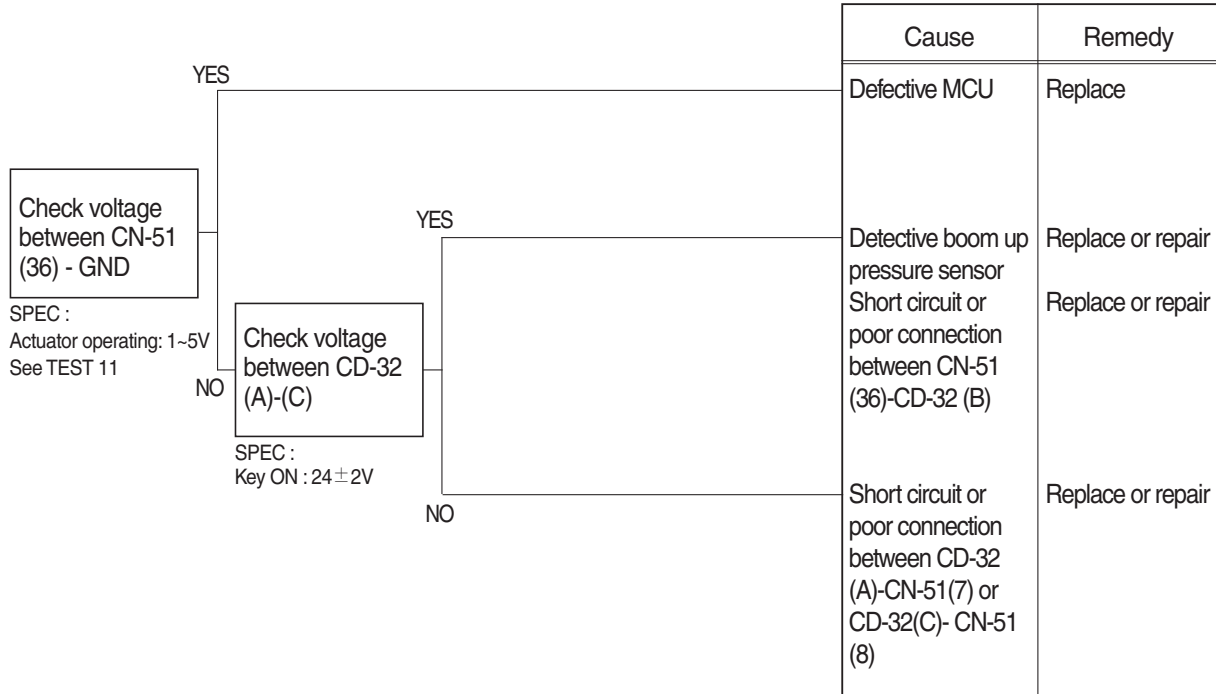 Cause
Remedy
YES
Defective MCU
Replace
Check voltage
between CN-51
(36) - GND
SPEC :
Actuator operating: 1~5V
See TEST 11
NO
Check voltage
between CD-32
(A)-(C)
SPEC :
Key ON : 24±2V
YES
Detective boom up
pressure sensor
Replace or repair
Short circuit or
poor connection
between CN-51
(36)-CD-32 (B)
Replace or repair
NO
Short circuit or
poor connection
between CD-32
(A)-CN-51(7) or
CD-32(C)- CN-51
(8)
Replace or repair